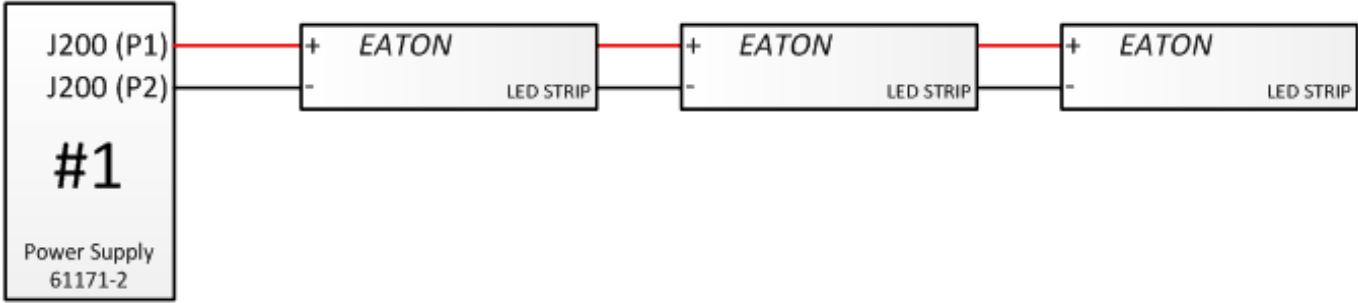 J200 (P1)
+ EATON
+ EATON
+ EATON
J200 (P2)
- LED STRIP
- LED STRIP
- LED STRIP
#1
Power Supply
61171-2